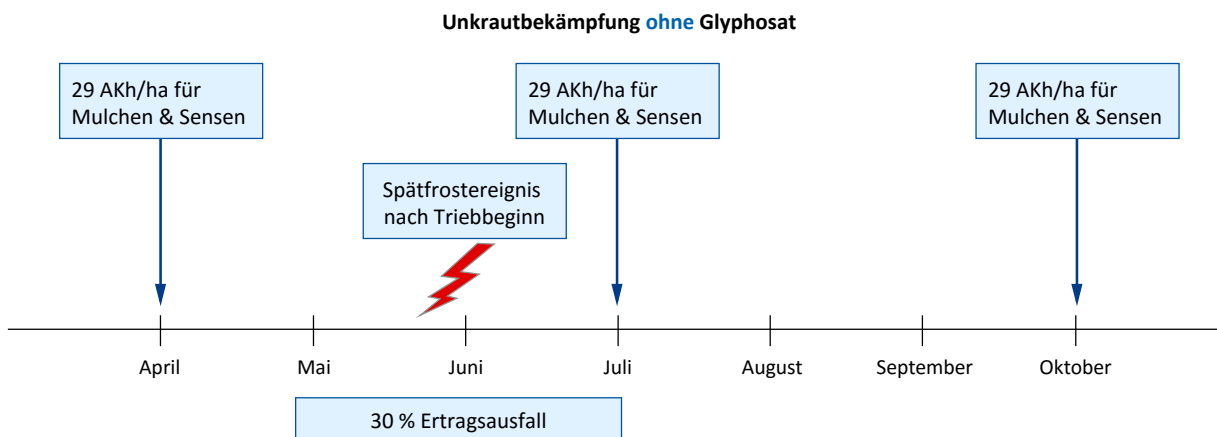 Unkrautbekämpfung ohne Glyphosat
29 AKh/ha für
Mulchen & Sensen
29 AKh/ha für
Mulchen & Sensen
29 AKh/ha für
Mulchen & Sensen
Spätfrostereignis
nach Triebbeginn
April
Mai
Juni
Juli
August
September
Oktober
30 % Ertragsausfall